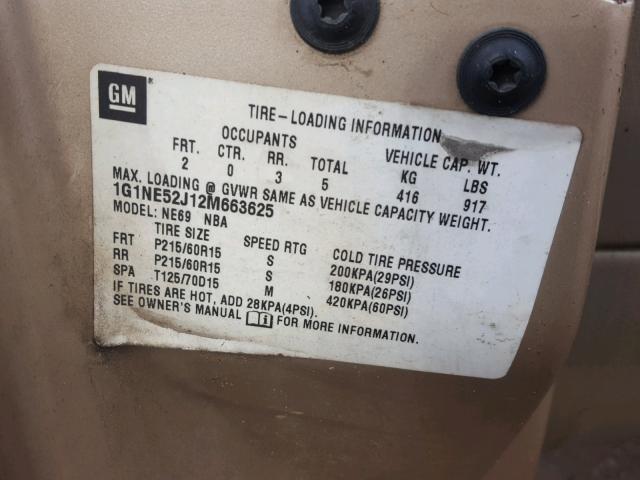 GM
TIRE-LOADING INFORMATION
OCCUPANTS VEHICLE CAP. WT.
FRT. CTR. RR. TOTAL KG LBS
2 0 3 5 416 917
MAX. LOADING @ GVWR SAME AS VEHICLE CAPACITY WEIGHT.
1G1NE52J12M663625
MODEL: NE69 NBA
TIRE SIZE SPEED RTG COLD TIRE PRESSURE
FRT P215/60R15 S 200KPA(29PSI)
RR P215/60R15 S 180KPA(26PSI)
SPA T125/70D15 M 420KPA(60PSI)
IF TIRES ARE HOT, ADD 28KPA(4PSI).
SEE OWNER'S MANUAL FOR MORE INFORMATION.